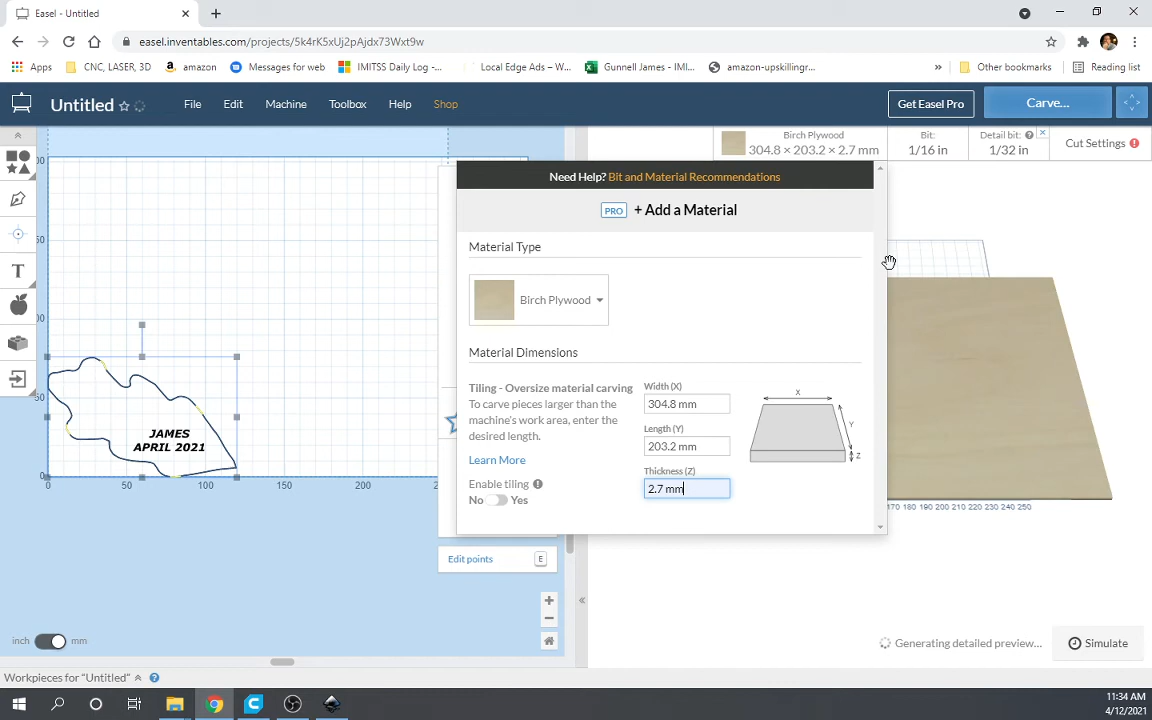 Easel - Untitled
easel.inventables.com/projects/5k4rK5xUj2pAjdx73Wxt9w
Apps
CNC, LASER, 3D
amazon
Messages for web
IMITSS Daily Log -...
Local Edge Ads – W...
Gunnell James - IMI...
amazon-upskillingr...
»
Other bookmarks
Reading list
Untitled
File
Edit
Machine
Toolbox
Help
Shop
Get Easel Pro
Carve...
Birch Plywood
304.8 × 203.2 × 2.7 mm
Bit:
1/16 in
Detail bit:
1/32 in
Cut Settings
Need Help? Bit and Material Recommendations
PRO + Add a Material
Material Type
Birch Plywood
Material Dimensions
Tiling - Oversize material carving
To carve pieces larger than the
machine's work area, enter the
desired length.
Learn More
Enable tiling
No Yes
Width (X)
304.8 mm
Length (Y)
203.2 mm
Thickness (Z)
2.7 mm
X
Y
Z
T
00
50
00
50
0
0 50 100 150 200
JAMES
APRIL 2021
170 180 190 200 210 220 230 240 250
Edit points E
inch mm
Generating detailed preview...
Simulate
Workpieces for "Untitled"
11:34 AM
4/12/2021